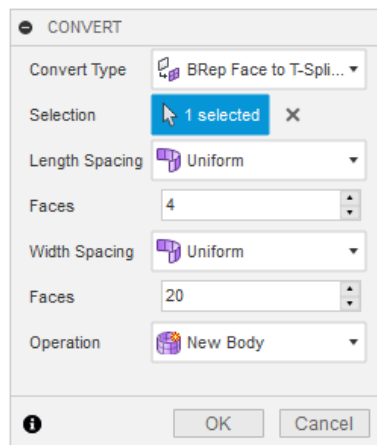 CONVERT
Convert Type BRep Face to T-Spli...
Selection 1 selected
Length Spacing Uniform
Faces 4
Width Spacing Uniform
Faces 20
Operation New Body
OK Cancel